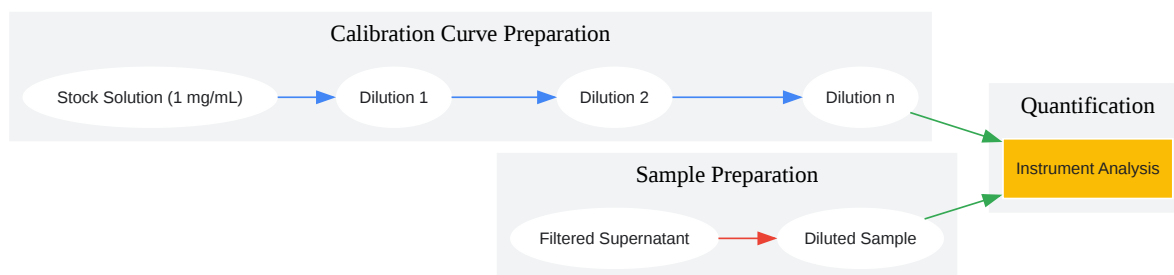 Calibration Curve Preparation
Stock Solution (1 mg/mL)
Dilution 1
Dilution 2
Dilution n
Quantification
Instrument Analysis
Sample Preparation
Filtered Supernatant
Diluted Sample